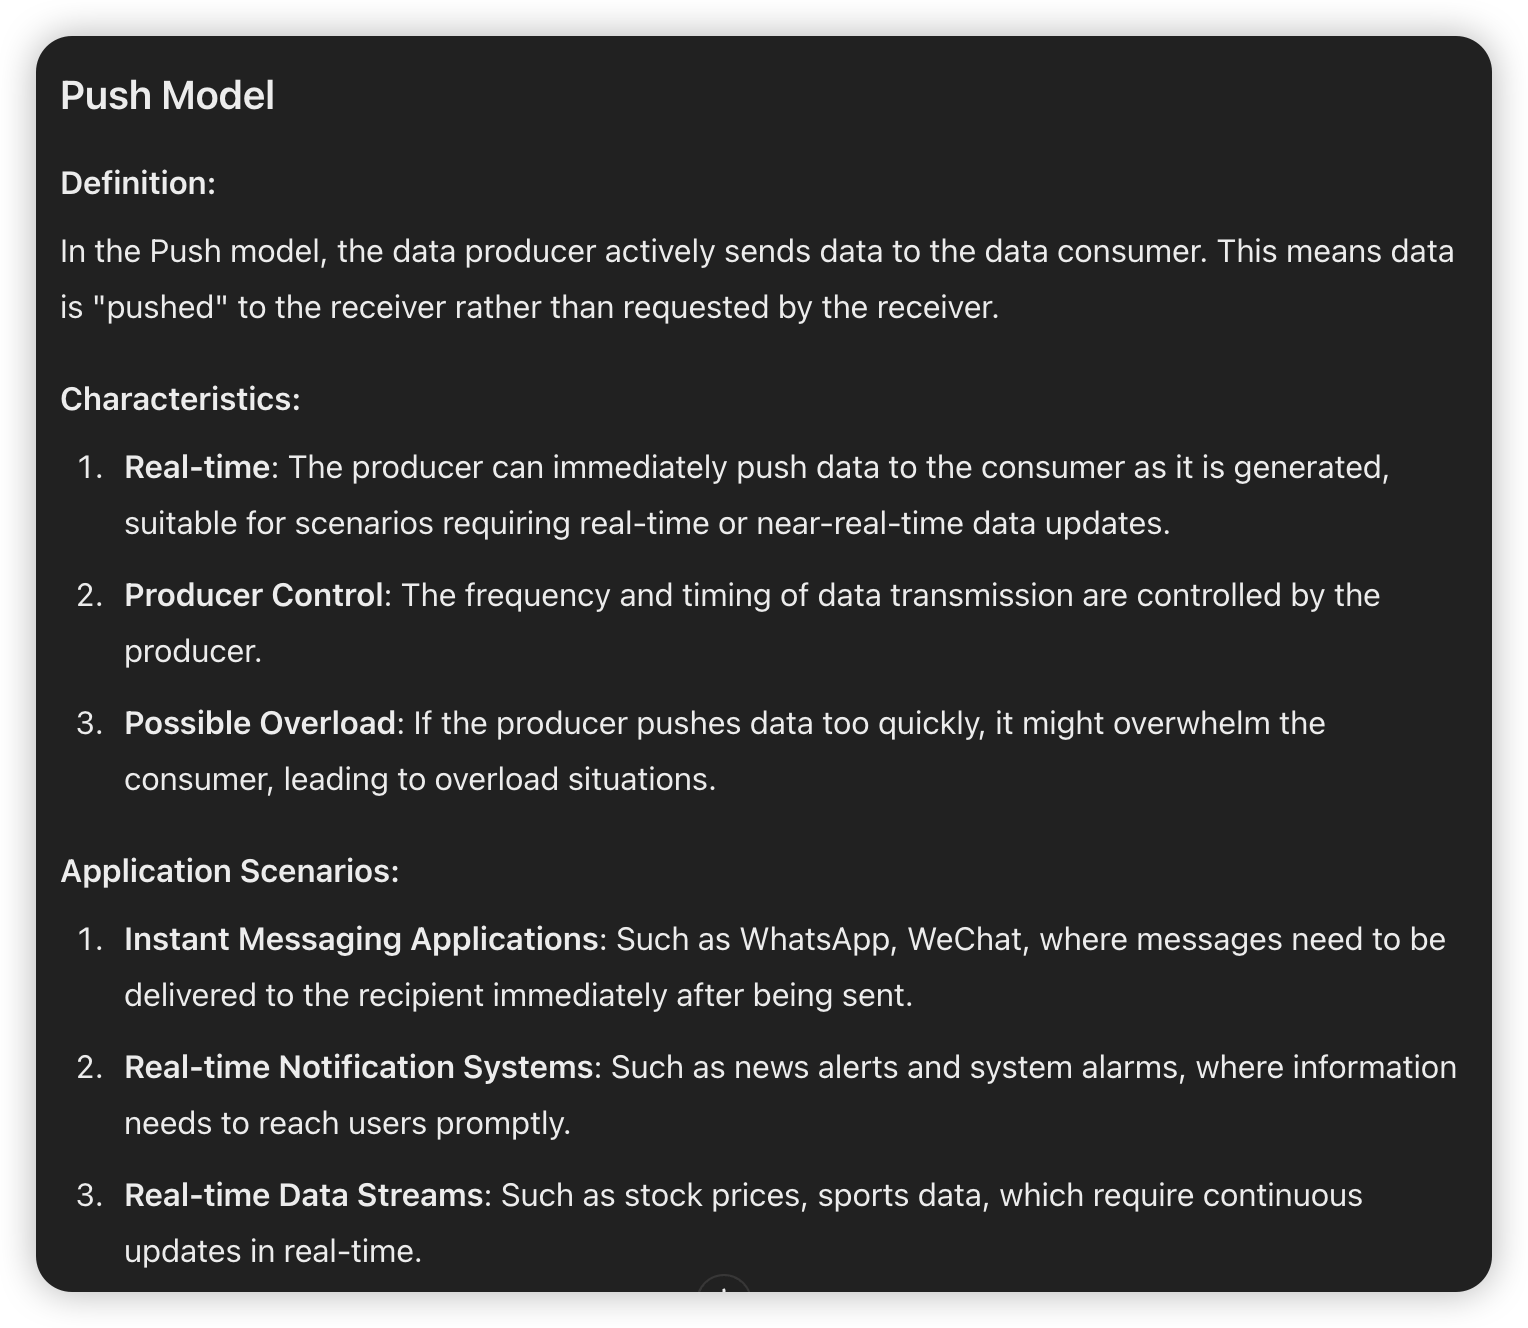 Push Model
Definition:
In the Push model, the data producer actively sends data to the data consumer. This means data
is "pushed" to the receiver rather than requested by the receiver.
Characteristics:
1. Real-time: The producer can immediately push data to the consumer as it is generated,
suitable for scenarios requiring real-time or near-real-time data updates.
2. Producer Control: The frequency and timing of data transmission are controlled by the
producer.
3. Possible Overload: If the producer pushes data too quickly, it might overwhelm the
consumer, leading to overload situations.
Application Scenarios:
1. Instant Messaging Applications: Such as WhatsApp, WeChat, where messages need to be
delivered to the recipient immediately after being sent.
2. Real-time Notification Systems: Such as news alerts and system alarms, where information
needs to reach users promptly.
3. Real-time Data Streams: Such as stock prices, sports data, which require continuous
updates in real-time.